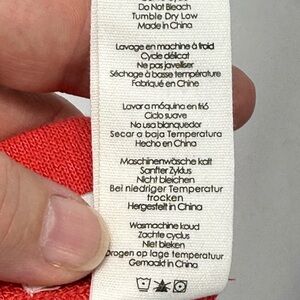 Do Not Bleach
Tumble Dry Low
Made in China
Lavage en machine à froid
Cycle délicat
Ne pas javelliser
Séchage à basse température
Fabriqué en Chine
Lavar a máquina en frió
Ciclo suave
No usa blanquedor
Secar a baja Temperatura
Hecho en China
Maschinenwäsche kalt
Sanfter Zyklus
Nicht bleichen
Bei niedriger Temperatur
trocken
Hergestellt in China
Wasmachine koud
Zachte cyclus
Niet bleken
Drogen op lage temperatuur
Gemaakt in China